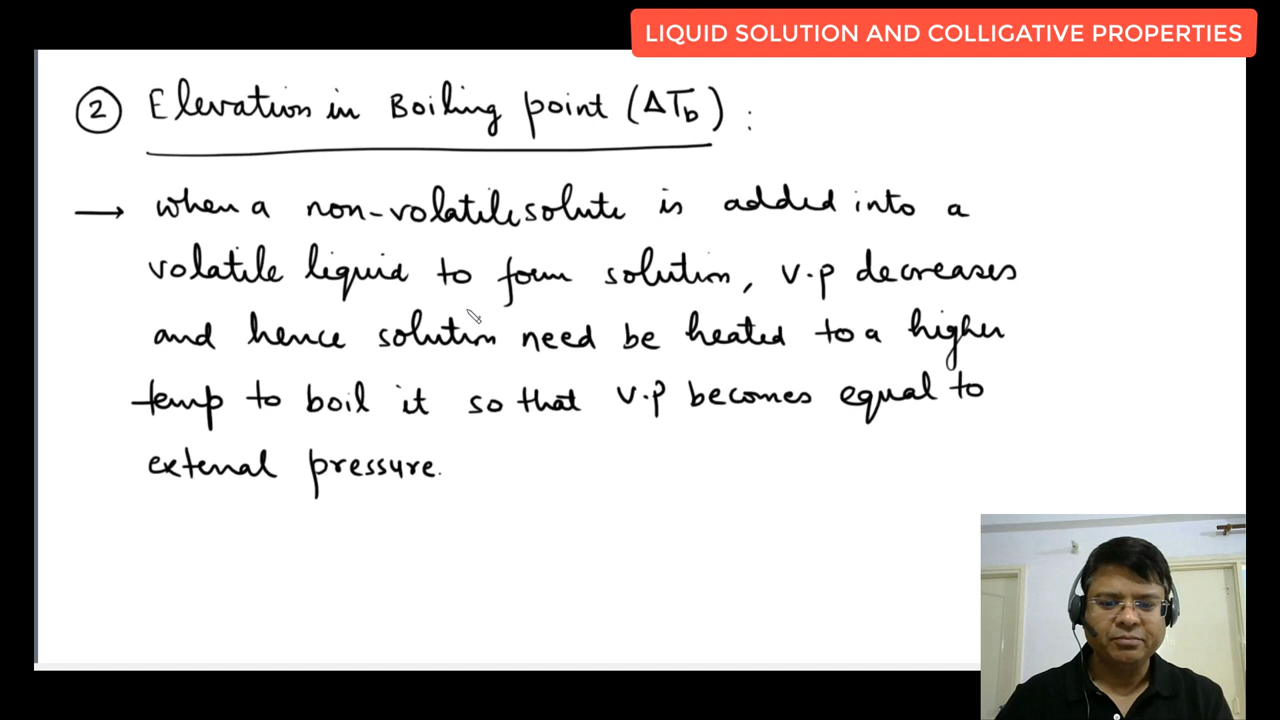 LIQUID SOLUTION AND COLLIGATIVE PROPERTIES
② Elevation in Boiling point (ΔTb) :
→ when a non-volatile solute is added into a
volatile liquid to form solution, v.p decreases
and hence solution need be heated to a higher
temp to boil it so that v.p becomes equal to
extenal pressure.